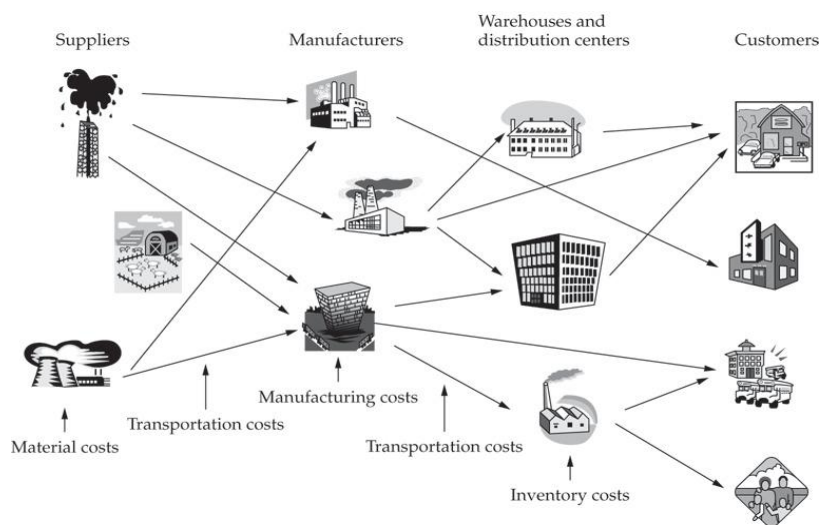 Suppliers
Manufacturers
Warehouses and
distribution centers
Customers
Material costs
Transportation costs
Manufacturing costs
Transportation costs
Inventory costs